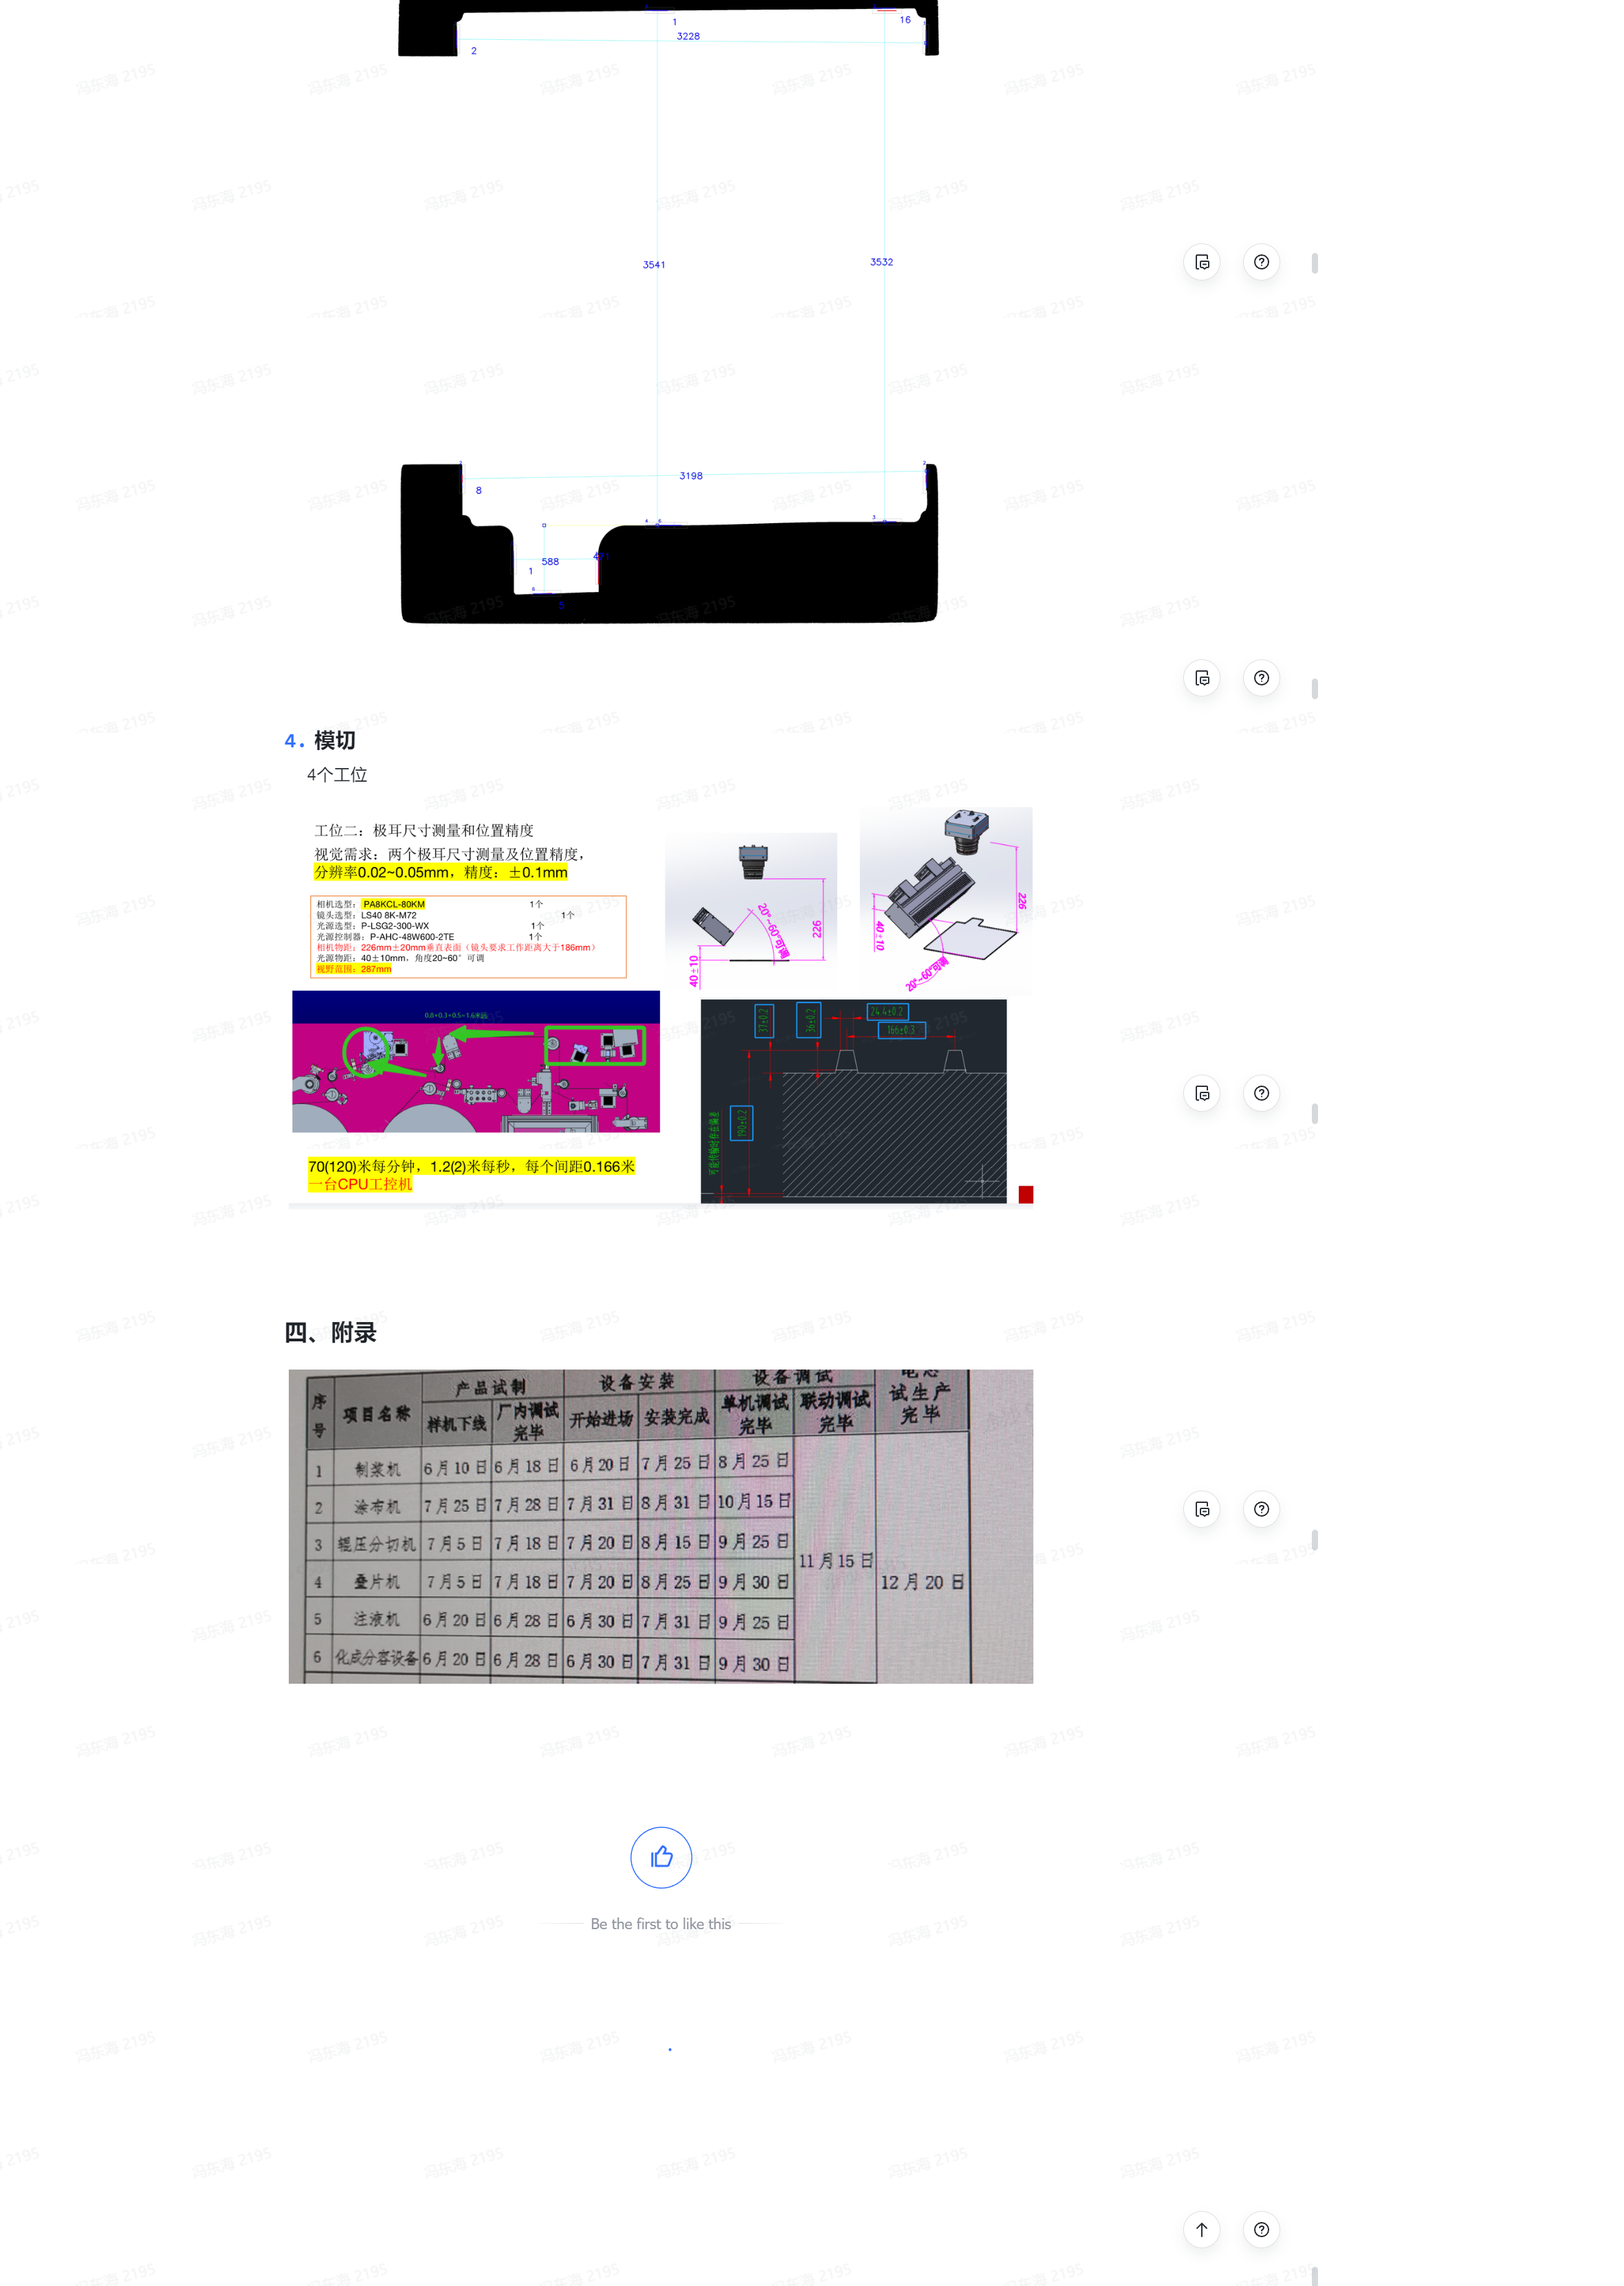 1
16
3228
2
3541
3532
3198
8
588
1
5
4. 模切
4个工位
工位二：极耳尺寸测量和位置精度
视觉需求：两个极耳尺寸测量及位置精度，
分辨率0.02~0.05mm，精度：±0.1mm
相机选型：PA8KCL-80KM 1个
镜头选型：LS40 8K-M72 1个
光源选型：P-LSG2-300-WX 1个
光源控制器：P-AHC-48W600-2TE 1个
相机物距：226mm±20mm垂直表面（镜头要求工作距离大于186mm）
光源物距：40±10mm，角度20~60°可调
视野范围：287mm
20°~60°可调
226
40±10
226
40±10
20°~60°可调
0.8+0.3+0.5~1.6米远
37±0.2
36±0.2
24.4±0.2
166±0.3
190±0.2
70(120)米每分钟，1.2(2)米每秒，每个间距0.166米
一台CPU工控机
四、附录
序号 项目名称 产品试制 设备安装 设备调试 试生产完毕
样机下线 厂内调试完毕 开始进场 安装完成 单机调试完毕 联动调试完毕
1 制浆机 6月10日 6月18日 6月20日 7月25日 8月25日
2 涂布机 7月25日 7月28日 7月31日 8月31日 10月15日
3 辊压分切机 7月5日 7月18日 7月20日 8月15日 9月25日
11月15日
4 叠片机 7月5日 7月18日 7月20日 8月25日 9月30日
12月20日
5 注液机 6月20日 6月28日 6月30日 7月31日 9月25日
6 化成分容设备 6月20日 6月28日 6月30日 7月31日 9月30日
Be the first to like this
冯东海 2195